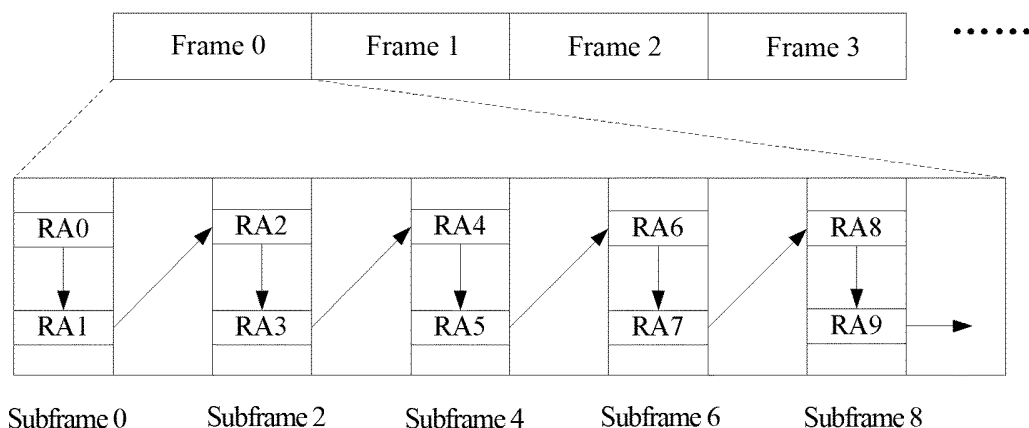 Frame 0 Frame 1 Frame 2 Frame 3 ......
RA0 RA2 RA4 RA6 RA8
RA1 RA3 RA5 RA7 RA9
Subframe 0 Subframe 2 Subframe 4 Subframe 6 Subframe 8